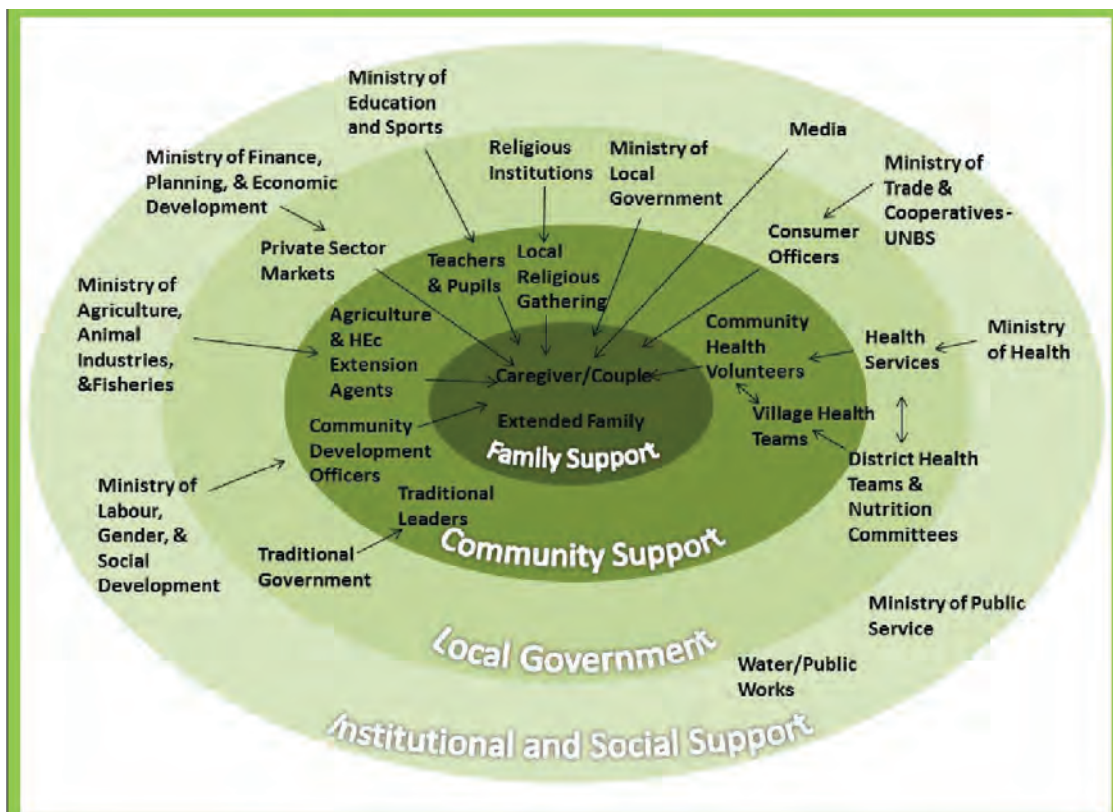 Ministry of
Education
and Sports
Media
Religious
Institutions
Ministry of
Local
Government
Ministry of Finance,
Planning, & Economic
Development
Ministry of
Trade &
Cooperatives-
UNBS
Consumer
Officers
Private Sector
Markets
Teachers
& Pupils
Local
Religious
Gathering
Ministry of
Agriculture,
Animal
Industries,
&Fisheries
Agriculture
& HEc
Extension
Agents
Community
Health
Volunteers
Health
Services
Ministry
of Health
Caregiver/Couple
Extended Family
Family Support
Village Health
Teams
Community
Development
Officers
District Health
Teams &
Nutrition
Committees
Ministry of
Labour,
Gender, &
Social
Development
Traditional
Leaders
Traditional
Government
Community Support
Ministry of Public
Service
Local Government
Water/Public
Works
Institutional and Social Support